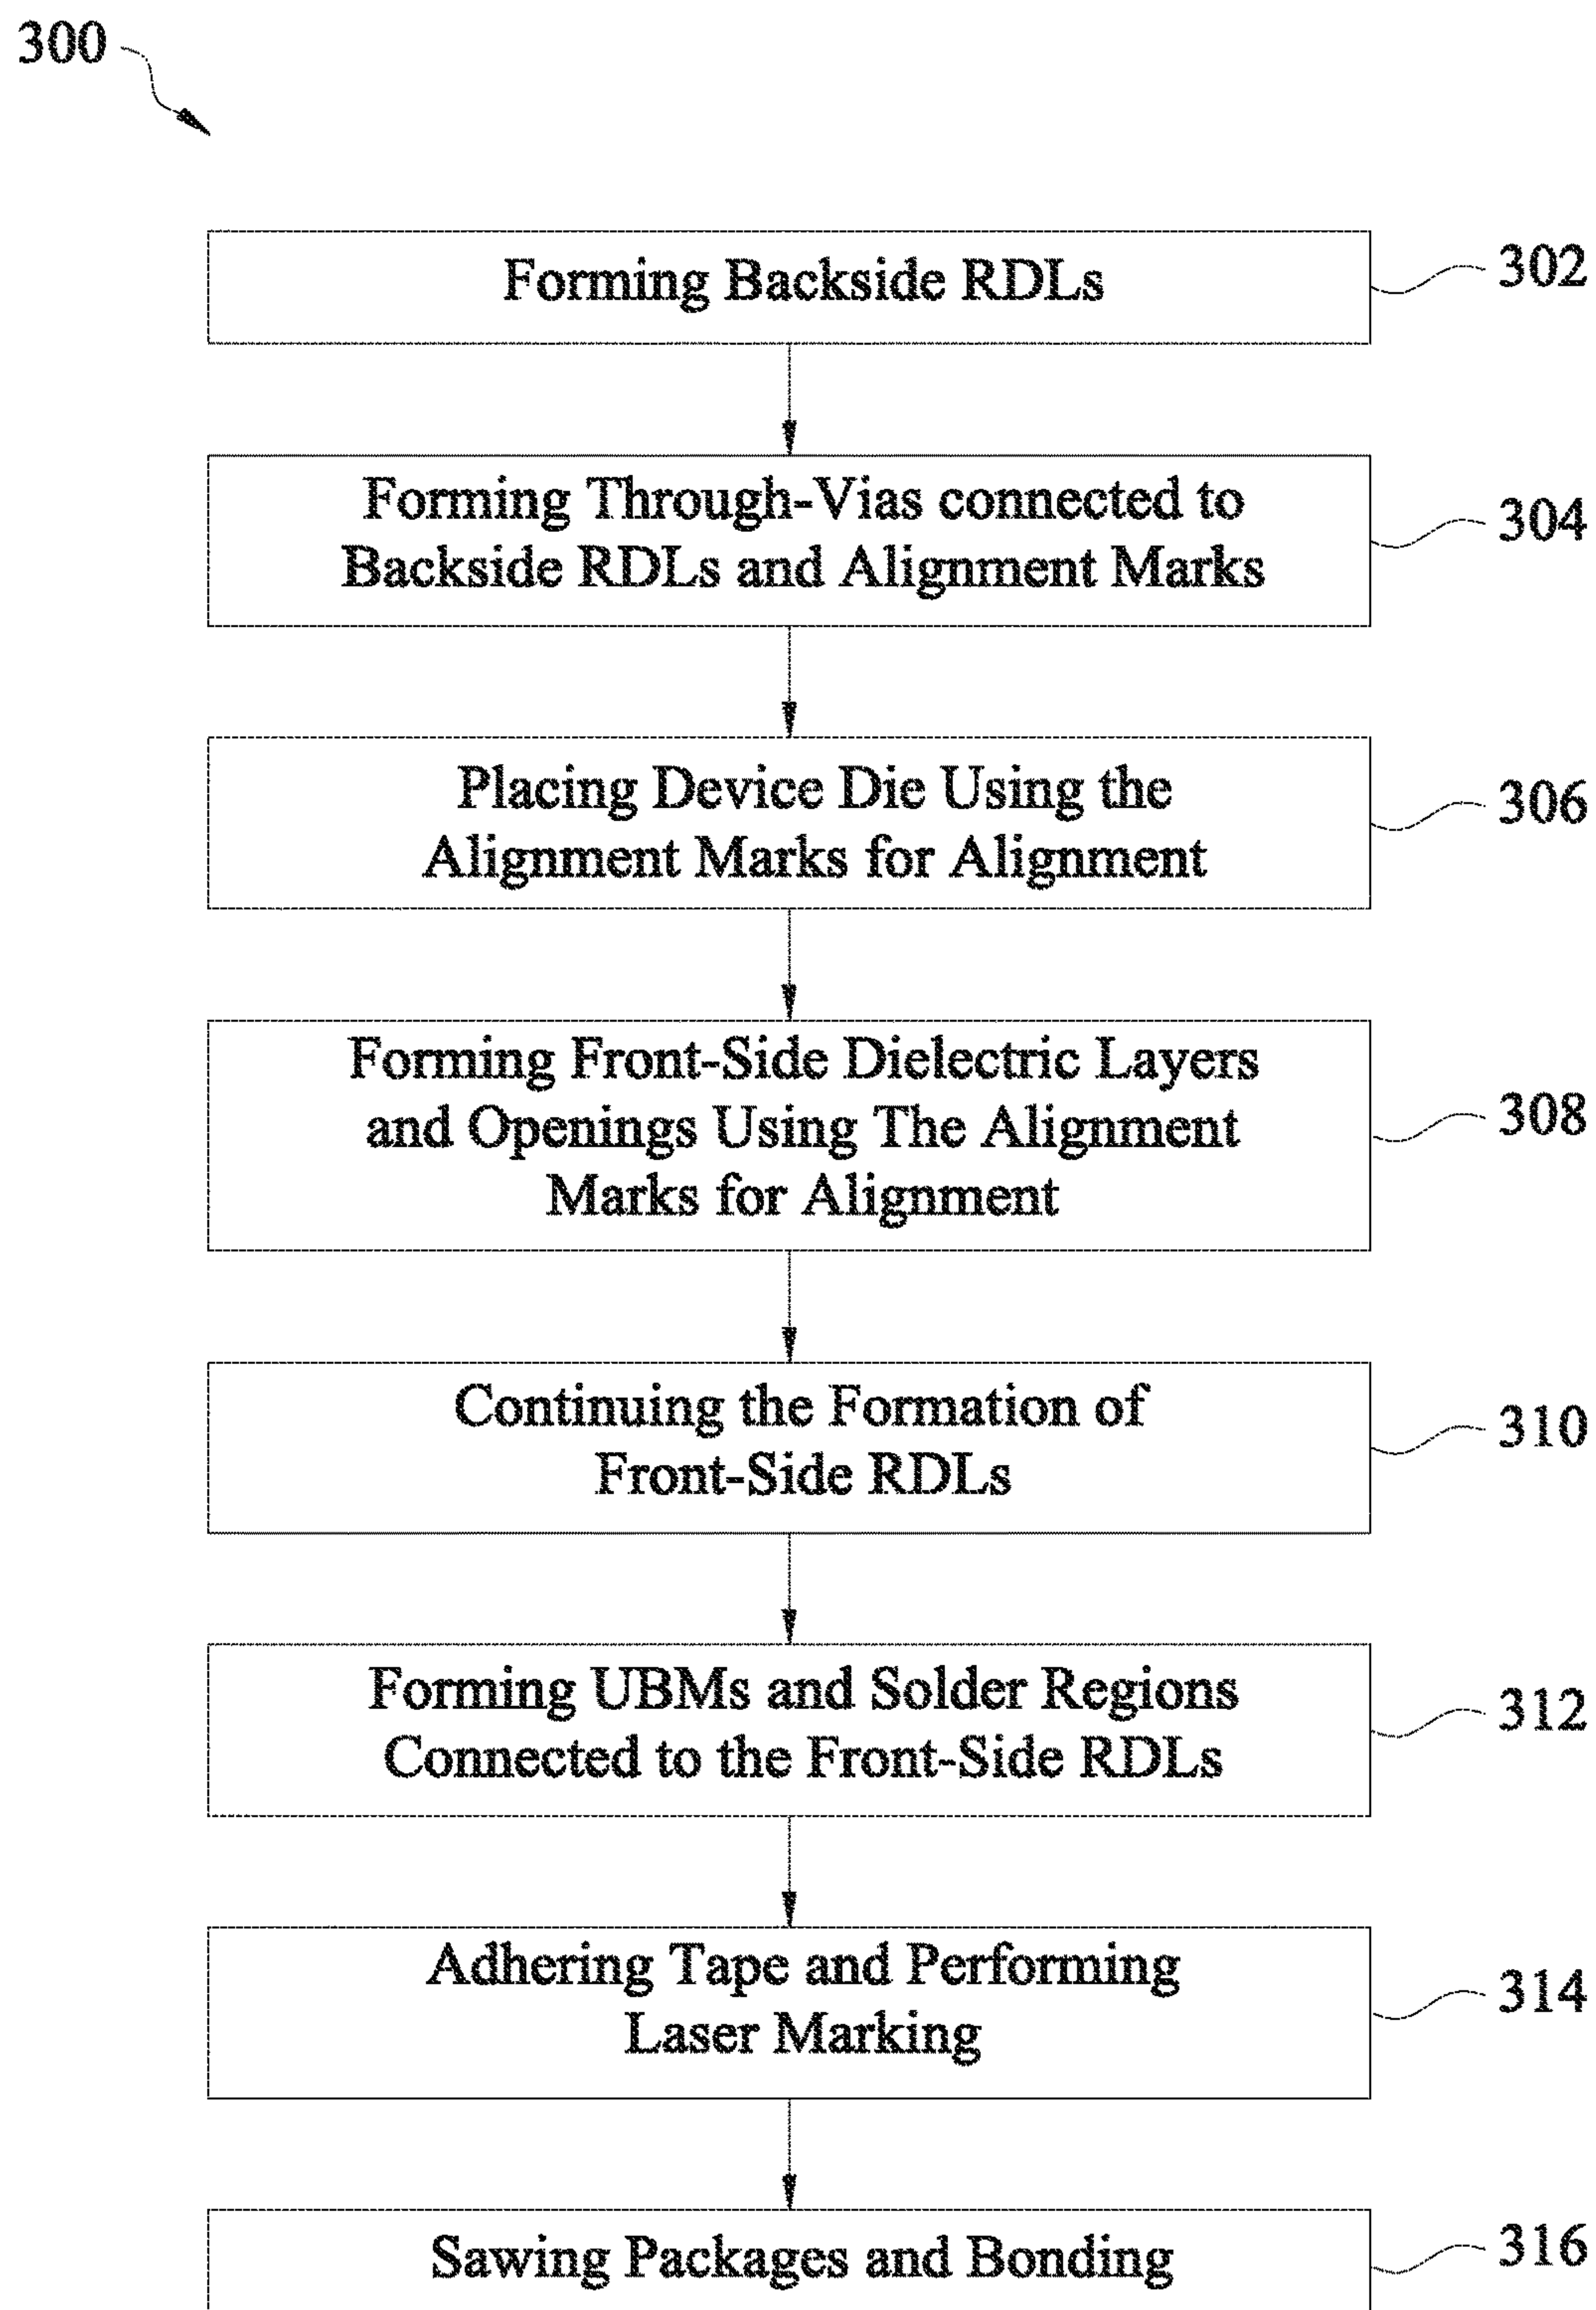 300
Forming Backside RDLs
302
Forming Through-Vias connected to
Backside RDLs and Alignment Marks
304
Placing Device Die Using the
Alignment Marks for Alignment
306
Forming Front-Side Dielectric Layers
and Openings Using The Alignment
Marks for Alignment
308
Continuing the Formation of
Front-Side RDLs
310
Forming UBMs and Solder Regions
Connected to the Front-Side RDLs
312
Adhering Tape and Performing
Laser Marking
314
Sawing Packages and Bonding
316